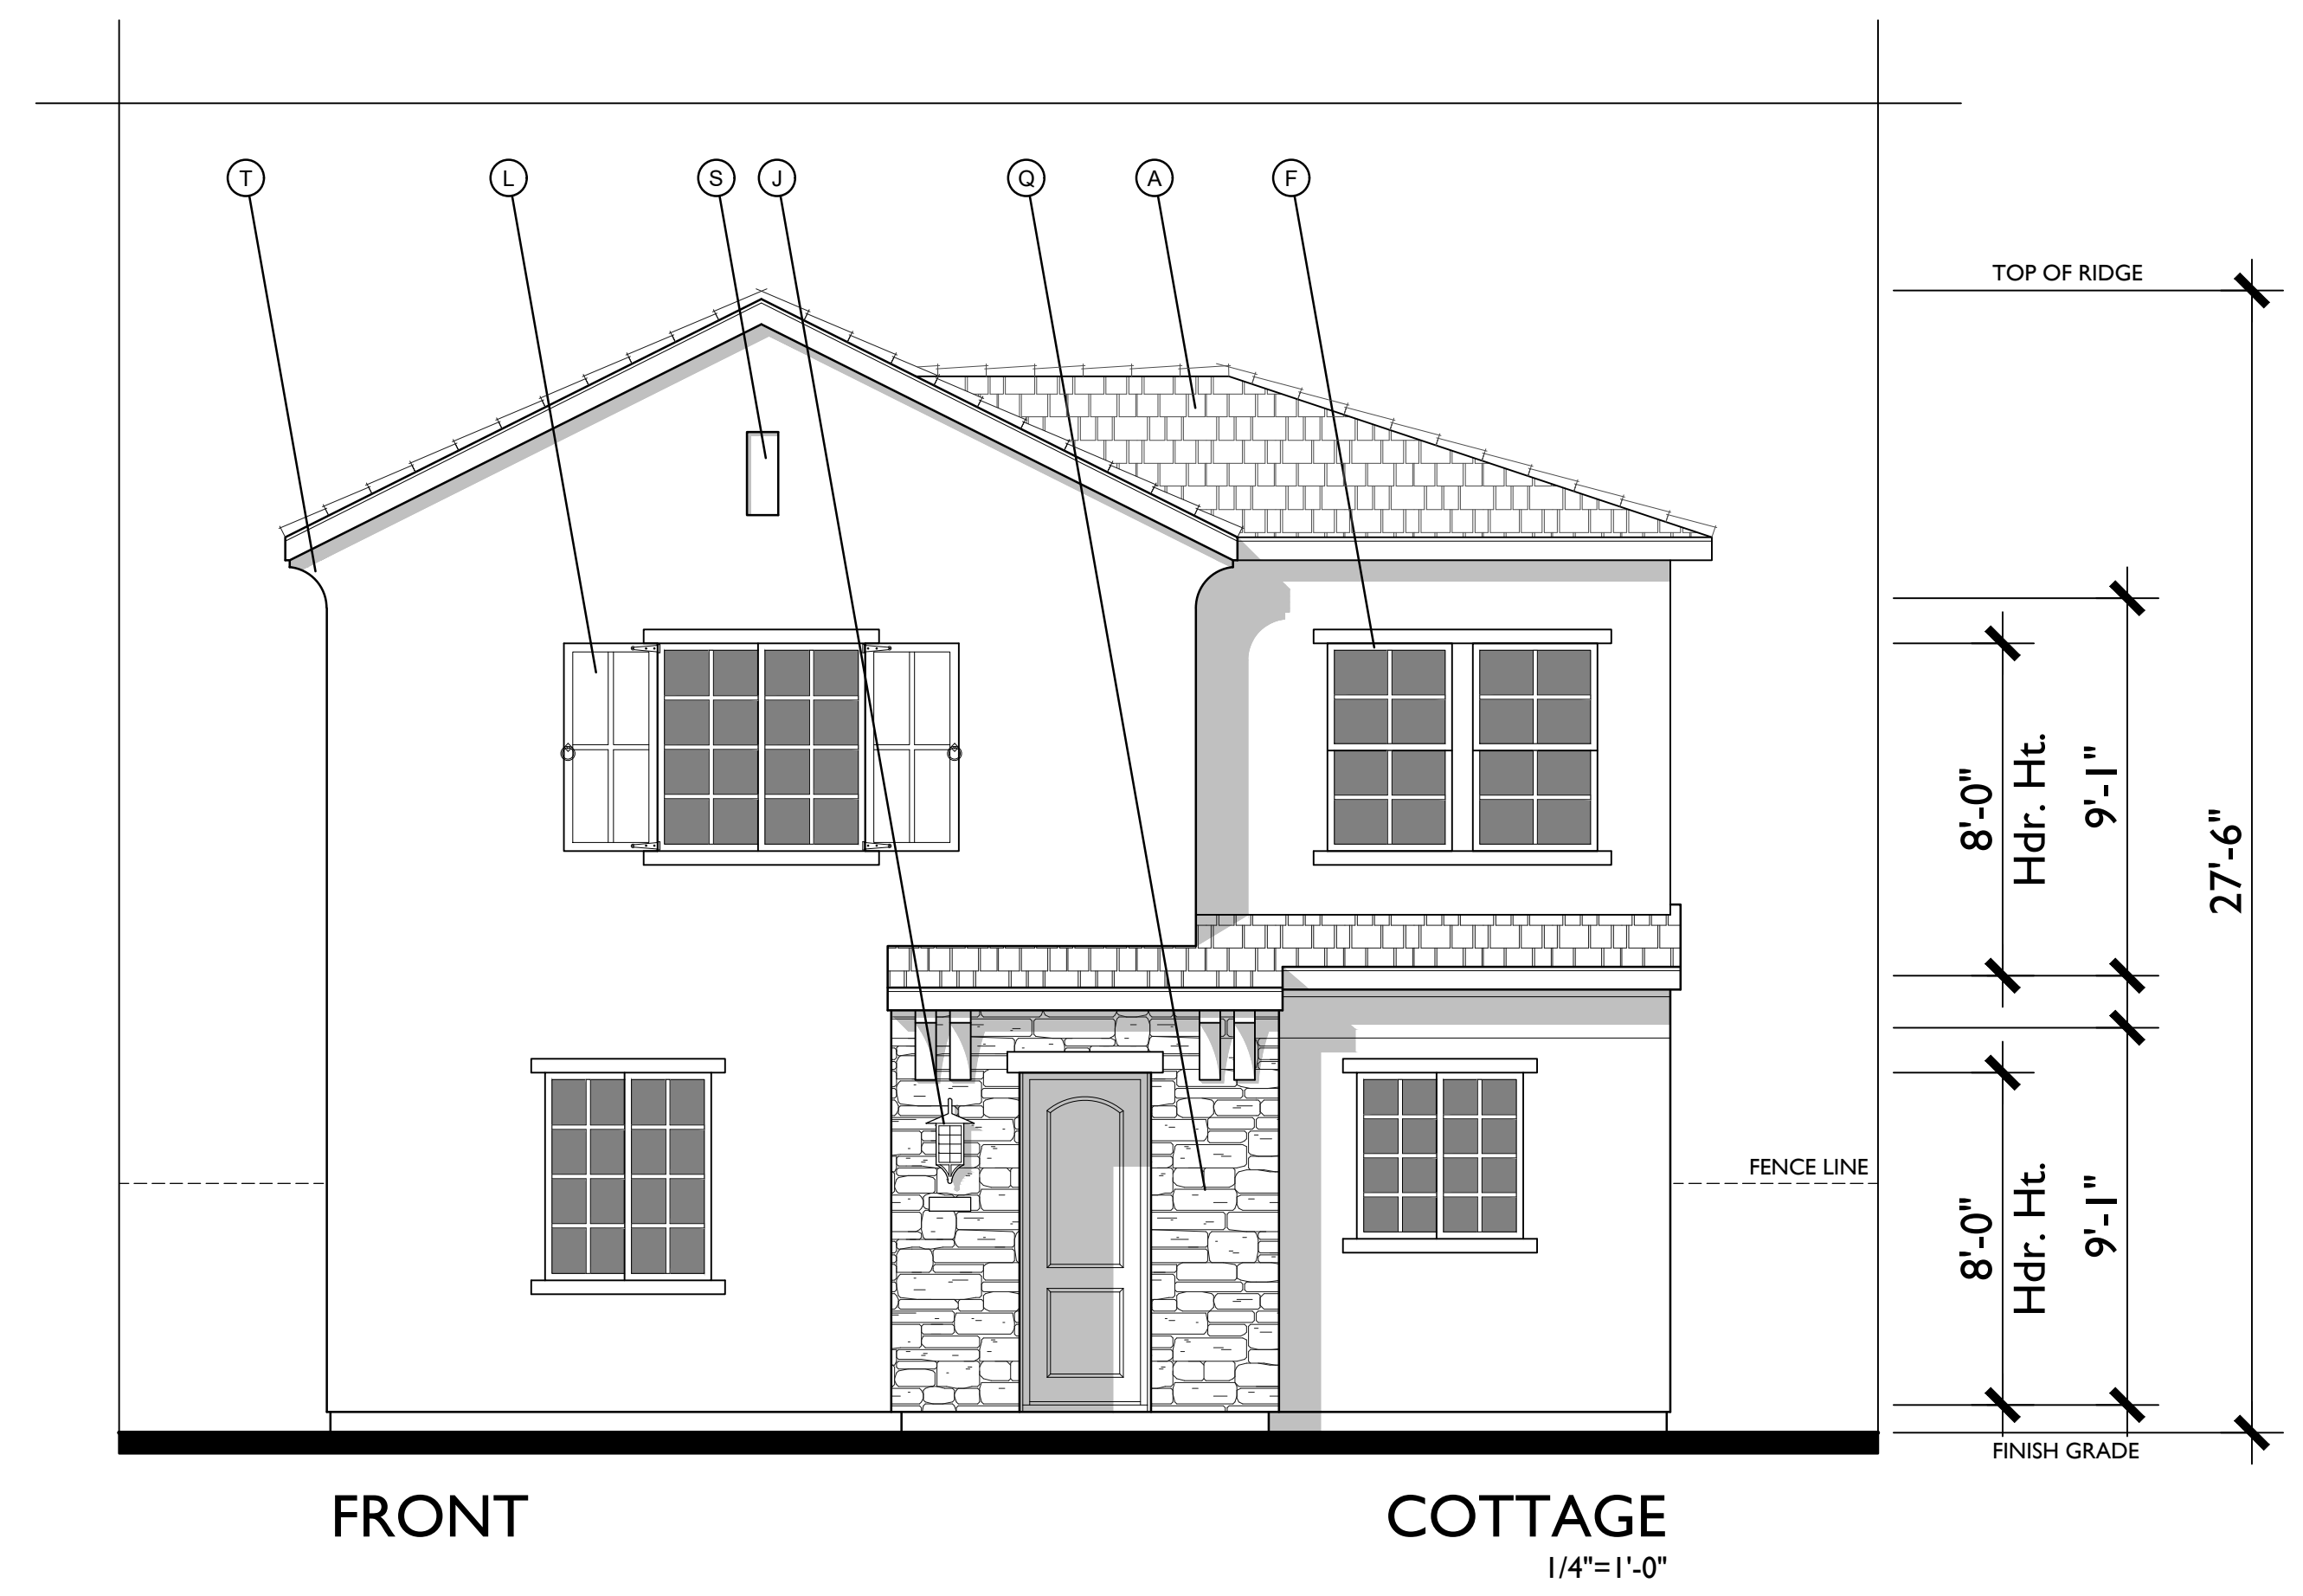 T L S J Q A F
TOP OF RIDGE
8'-0"
Hdr. Ht.
9'-1"
27'-6"
FENCE LINE
8'-0"
Hdr. Ht.
9'-1"
FINISH GRADE
FRONT
COTTAGE
1/4"=1'-0"